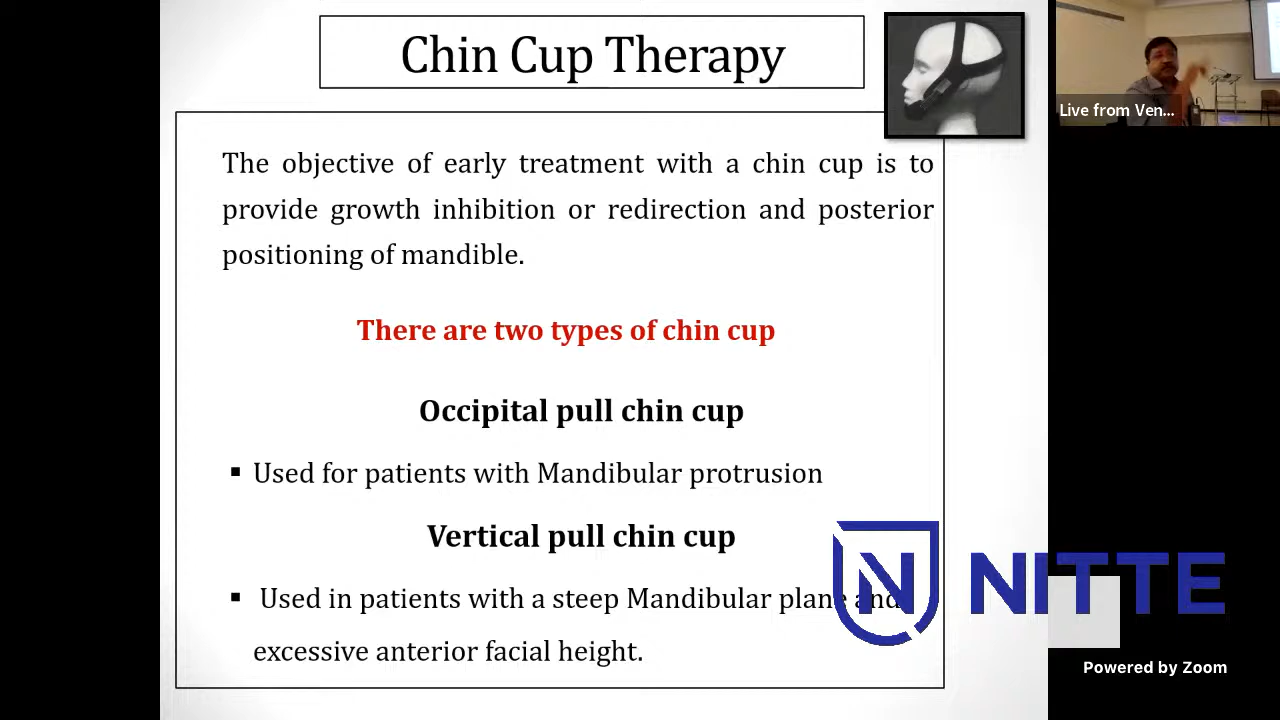 Chin Cup Therapy
Live from Ven...
The objective of early treatment with a chin cup is to
provide growth inhibition or redirection and posterior
positioning of mandible.
There are two types of chin cup
Occipital pull chin cup
▪ Used for patients with Mandibular protrusion
Vertical pull chin cup
▪ Used in patients with a steep Mandibular plane and
excessive anterior facial height.
N NITTE
Powered by Zoom